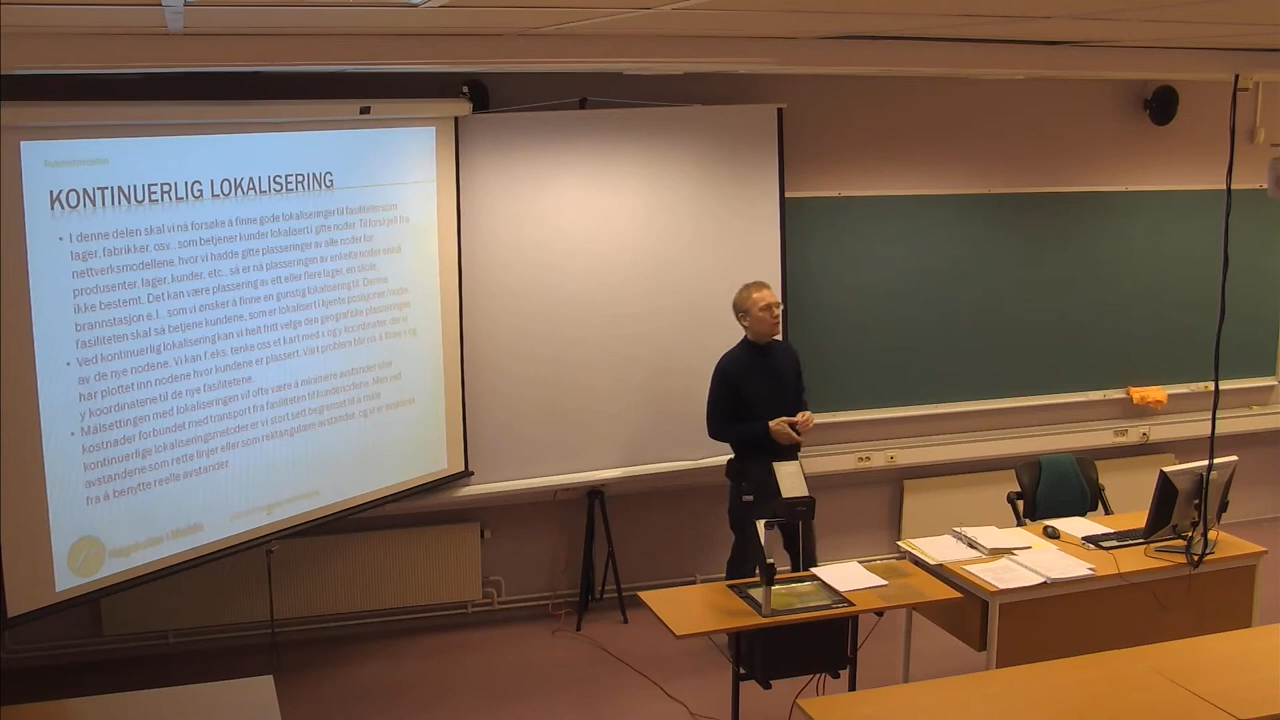 KONTINUERLIG LOKALISERING
I denne delen skal vi nå forsøke å finne gode lokaliseringer til fasiliteter som
lager, fabrikker, osv., som betjener kunder lokalisert i gitte noder. Til forskjell fra
nettverksmodellene, hvor vi hadde gitte plasseringer av alle noder for
produsenter, lager, kunder, etc., så er nå plasseringen av enkelte noder ennå
ikke bestemt. Det kan være plassering av ett eller flere lager, en skole,
brannstasjon e.l., som vi ønsker å finne en gunstig lokalisering til. Denne
fasiliteten skal så betjene kundene, som er lokalisert i kjente posisjoner/noder.
Ved kontinuerlig lokalisering kan vi helt fritt velge den geografiske plasseringen
av de nye nodene. Vi kan f.eks. tenke oss et kart med x og y koordinater, der vi
har plottet inn nodene hvor kundene er plassert. Vårt problem blir nå å finne x og
y koordinatene til de nye fasilitetene.
Målsettingen med lokaliseringen vil ofte være å minimere avstandet eller
kostnader forbundet med transport fra fasiliteten til kundenodene. Men ved
kontinuerlige lokaliseringsmetoder er vi stort sett begrenset til å måle
avstandene som rette linjer eller som rektangulære avstander, og vi er
fra å benytte reelle avstander.
Høgskolen i Molde